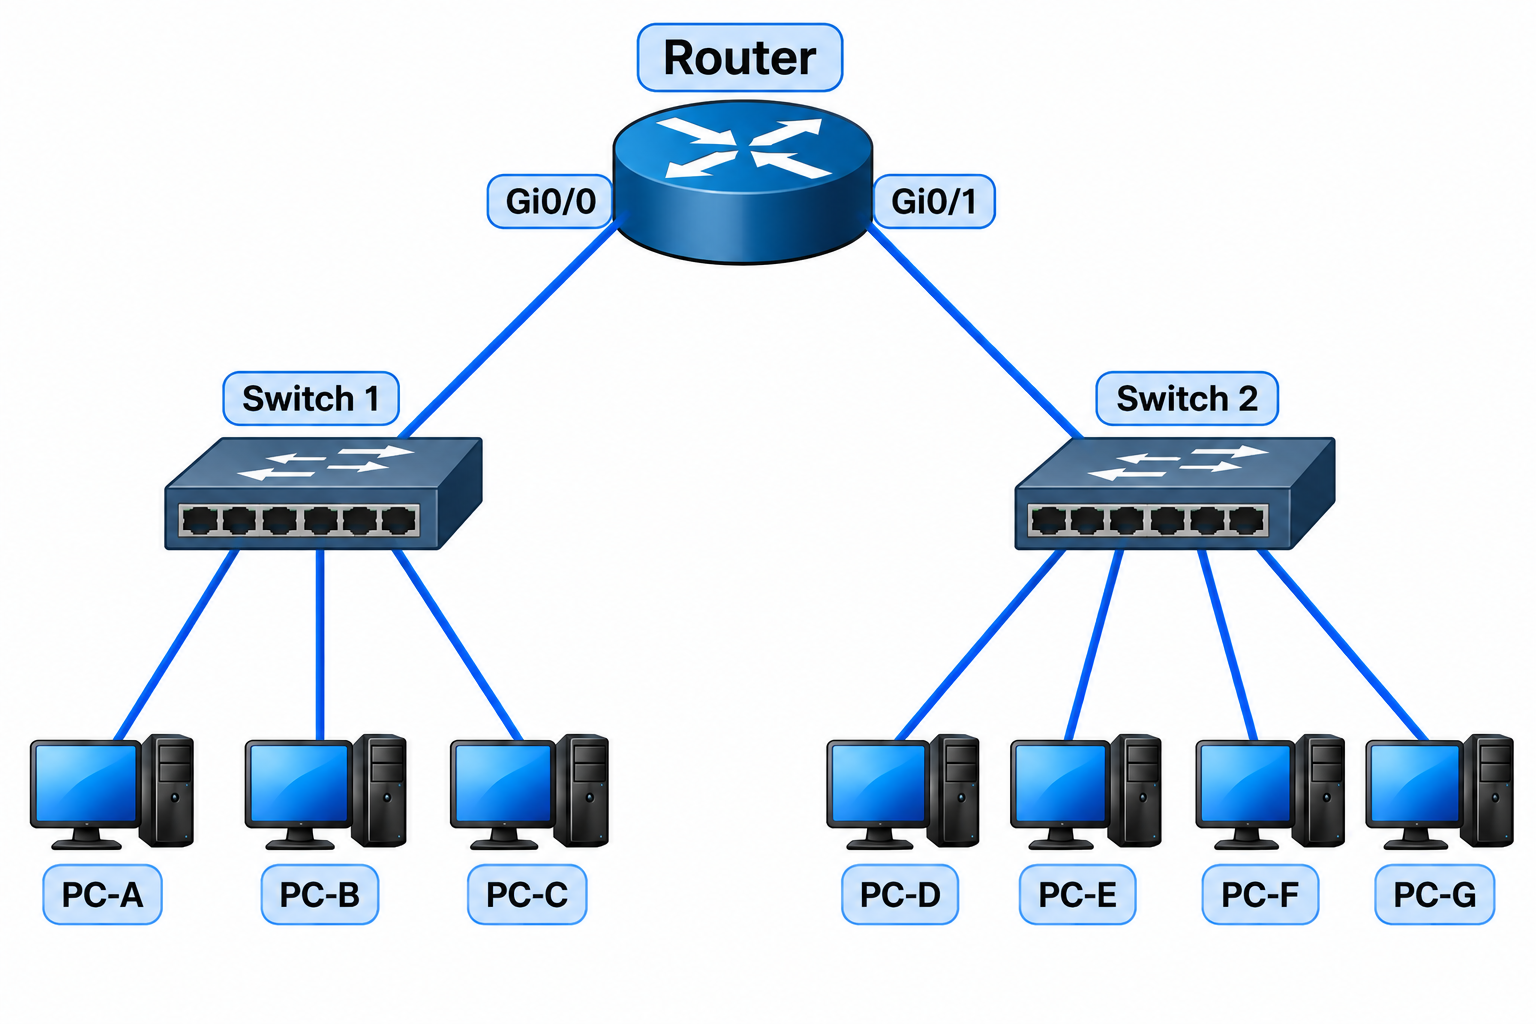 Router
Gi0/0
Gi0/1
Switch 1
Switch 2
PC-A
PC-B
PC-C
PC-D
PC-E
PC-F
PC-G